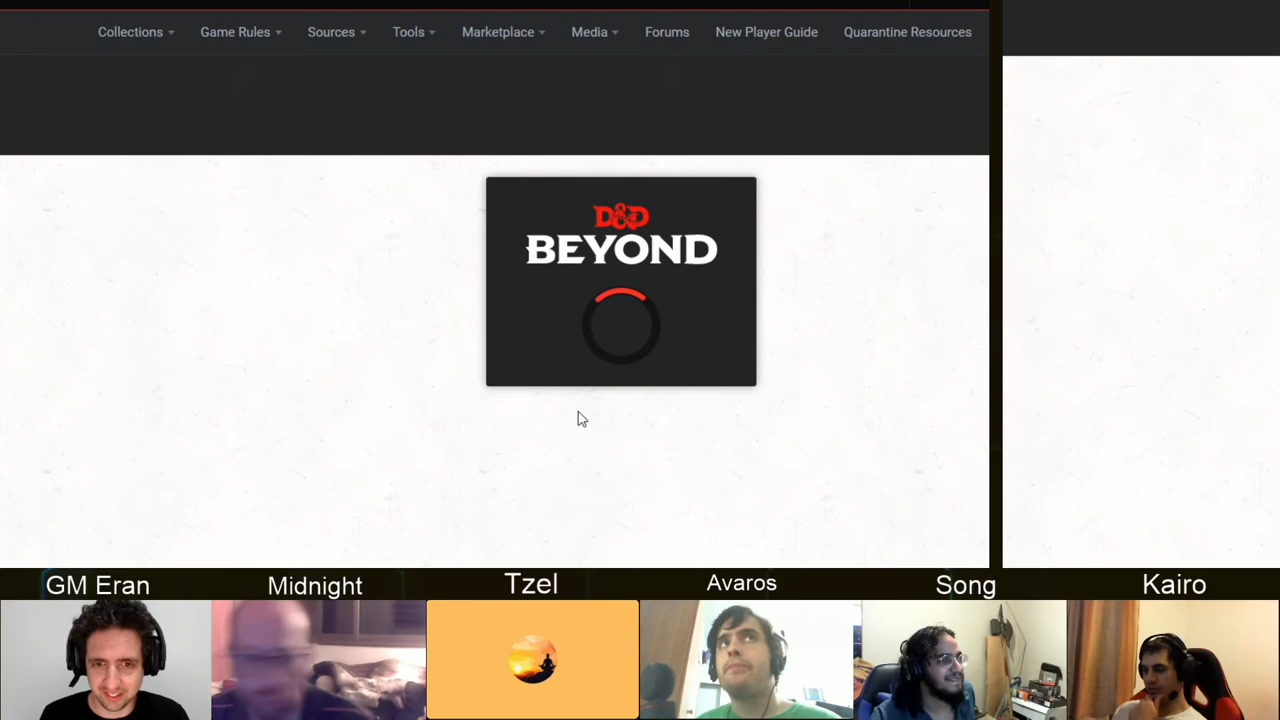 Collections Game Rules Sources Tools Marketplace Media Forums New Player Guide Quarantine Resources
D&D
BEYOND
GM Eran Midnight Tzel Avaros Song Kairo